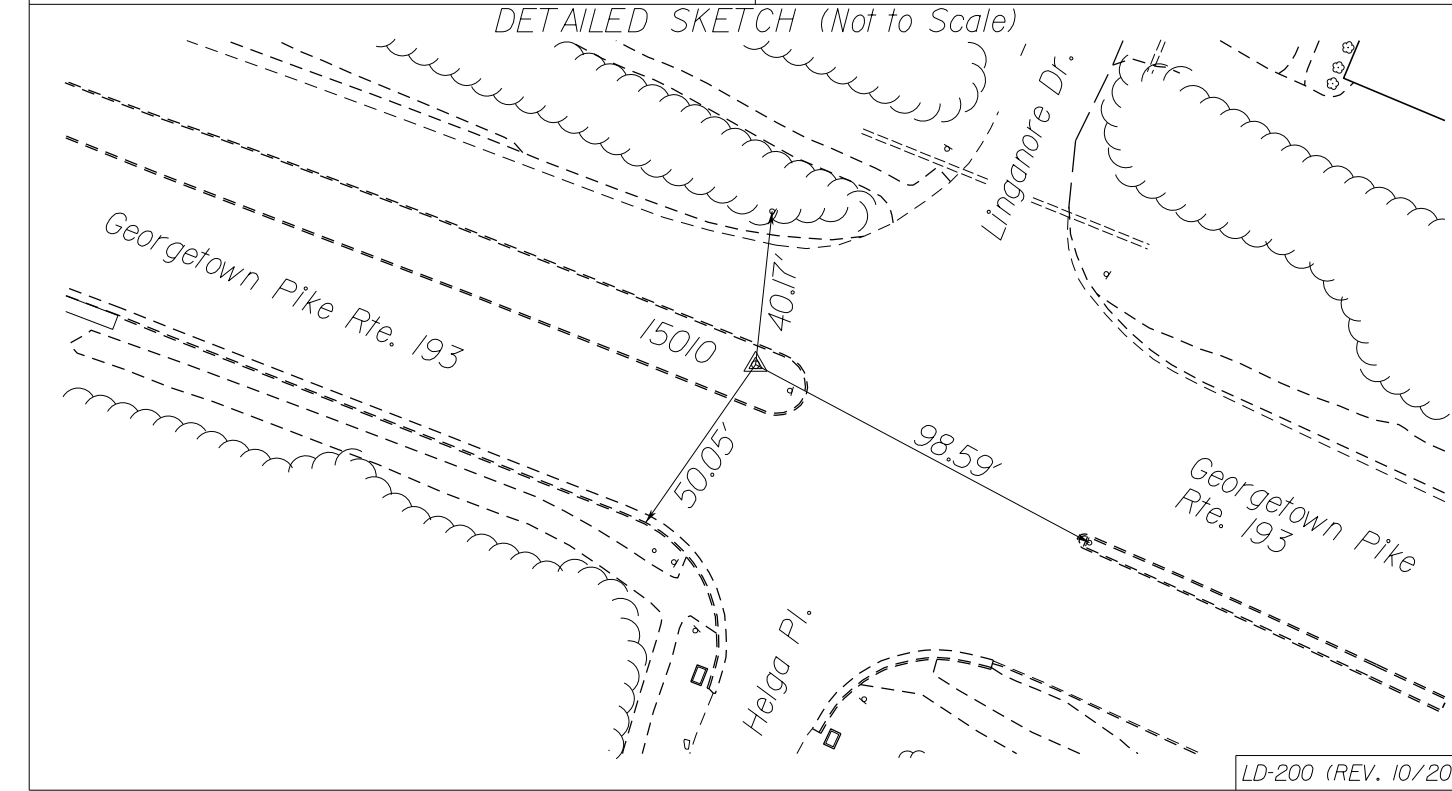 DETAILED SKETCH (Not to Scale)
Linganore Dr.
Georgetown Pike Rte. 193
15010
40.17'
50.05'
98.59'
Georgetown Pike
Rte. 193
Helga Pl.
LD-200 (REV. 10/20